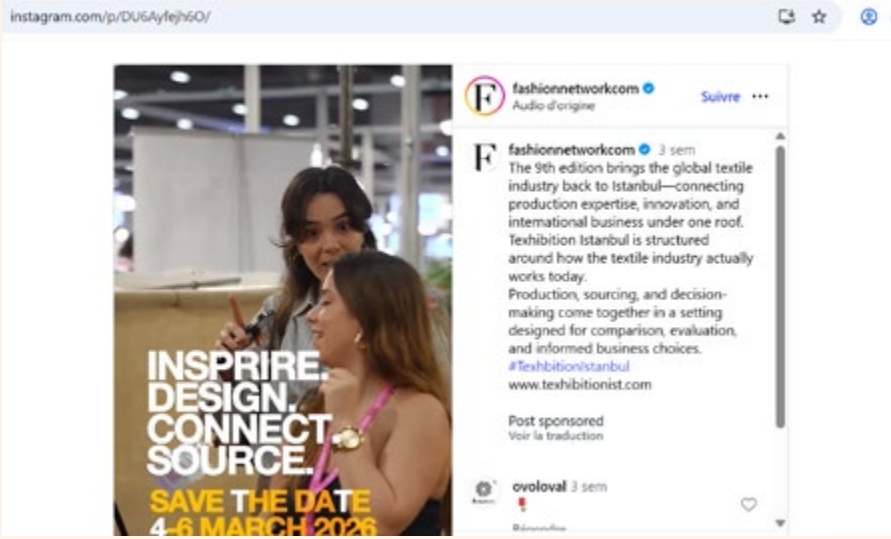 instagram.com/p/DU6Ayfejh6O/
fashionnetworkcom
Audio d'origine
Suivre
F
fashionnetworkcom 3 sem
The 9th edition brings the global textile
industry back to Istanbul—connecting
production expertise, innovation, and
international business under one roof.
Texhibition Istanbul is structured
around how the textile industry actually
works today.
Production, sourcing, and decision-
making come together in a setting
designed for comparison, evaluation,
and informed business choices.
#TexhbitionIstanbul
www.texhibitionist.com
Post sponsored
Voir la traduction
ovoloval 3 sem
Répondre
F
INSPRIRE.
DESIGN.
CONNECT.
SOURCE.
SAVE THE DATE
4-6 MARCH 2026